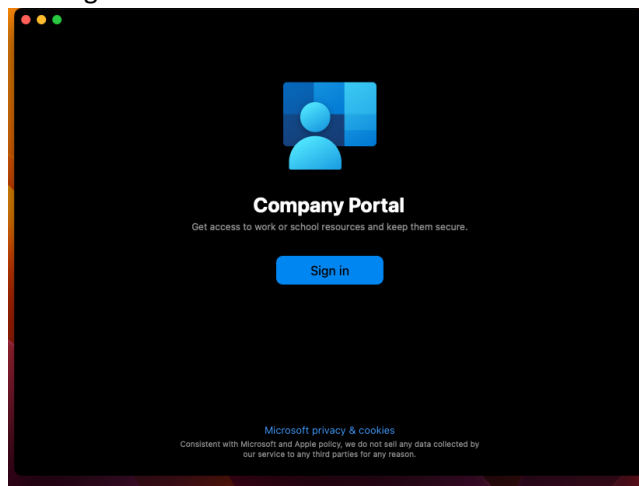 Company Portal
Get access to work or school resources and keep them secure.
Sign in
Microsoft privacy & cookies
Consistent with Microsoft and Apple policy, we do not sell any data collected by
our service to any third parties for any reason.